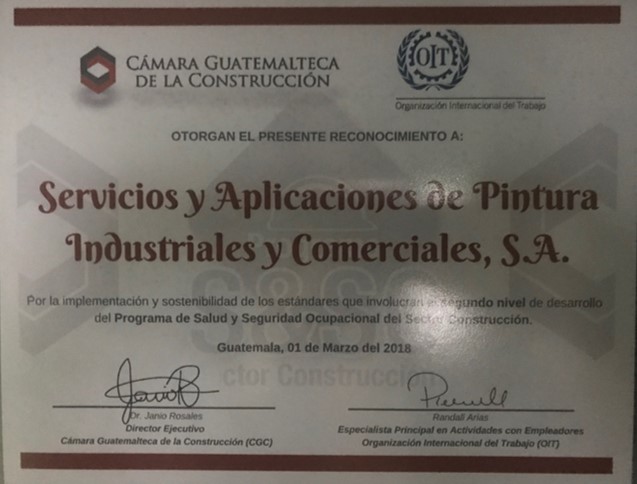 CÁMARA GUATEMALTECA
DE LA CONSTRUCCIÓN
OIT
Organización Internacional del Trabajo
OTORGAN EL PRESENTE RECONOCIMIENTO A:
Servicios y Aplicaciones de Pintura
Industriales y Comerciales, S.A.
Por la implementación y sostenibilidad de los estándares que involucran el segundo nivel de desarrollo
del Programa de Salud y Seguridad Ocupacional del Sector Construcción.
Guatemala, 01 de Marzo del 2018
ctor Construcción
Dr. Janio Rosales
Director Ejecutivo
Cámara Guatemalteca de la Construcción (CGC)
Randall Arias
Especialista Principal en Actividades con Empleadores
Organización Internacional del Trabajo (OIT)